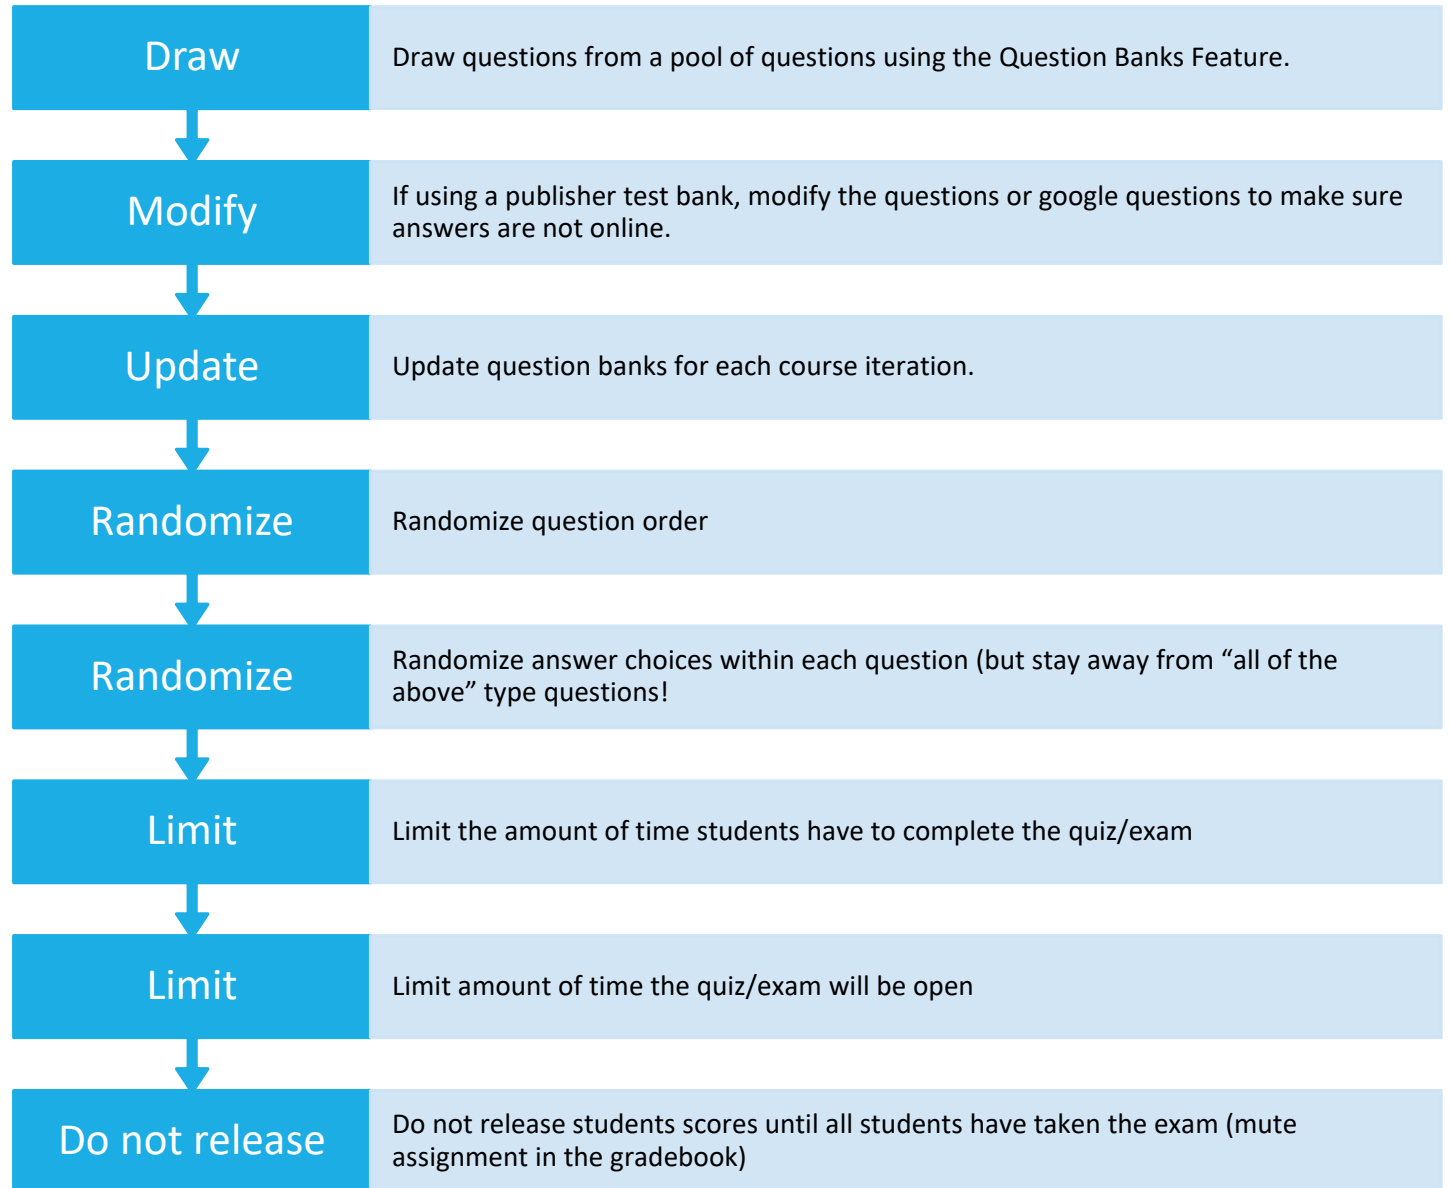 Draw
Draw questions from a pool of questions using the Question Banks Feature.
Modify
If using a publisher test bank, modify the questions or google questions to make sure
answers are not online.
Update
Update question banks for each course iteration.
Randomize
Randomize question order
Randomize
Randomize answer choices within each question (but stay away from “all of the
above” type questions!
Limit
Limit the amount of time students have to complete the quiz/exam
Limit
Limit amount of time the quiz/exam will be open
Do not release
Do not release students scores until all students have taken the exam (mute
assignment in the gradebook)